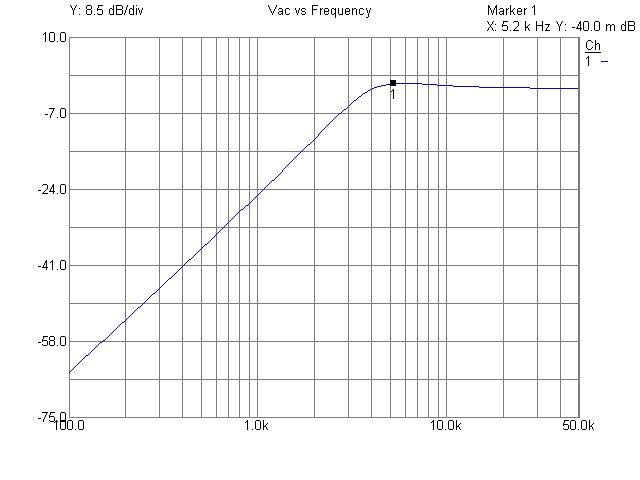 Y: 8.5 dB/div Vac vs Frequency Marker 1
X: 5.2 k Hz Y: -40.0 m dB
10.0
Ch
1
1
-7.0
-24.0
-41.0
-58.0
-75.0
100.0 1.0k 10.0k 50.0k